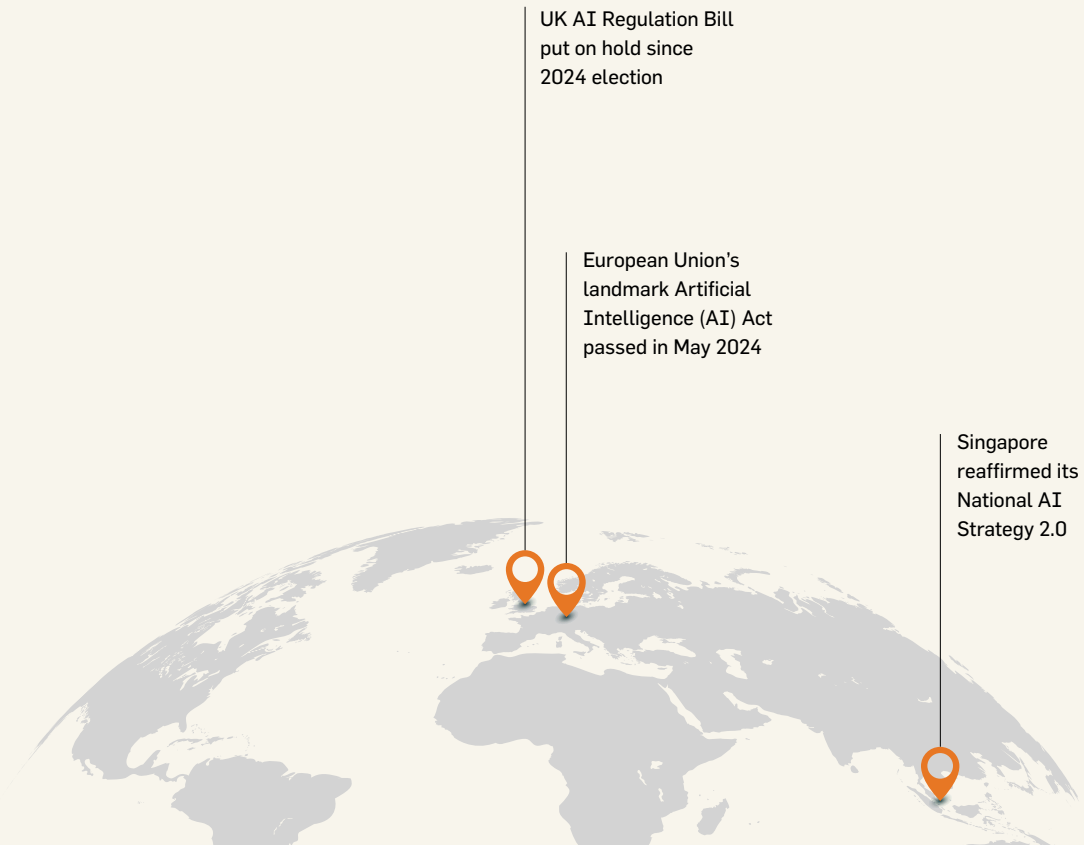 UK AI Regulation Bill
put on hold since
2024 election
European Union's
landmark Artificial
Intelligence (AI) Act
passed in May 2024
Singapore
reaffirmed its
National AI
Strategy 2.0